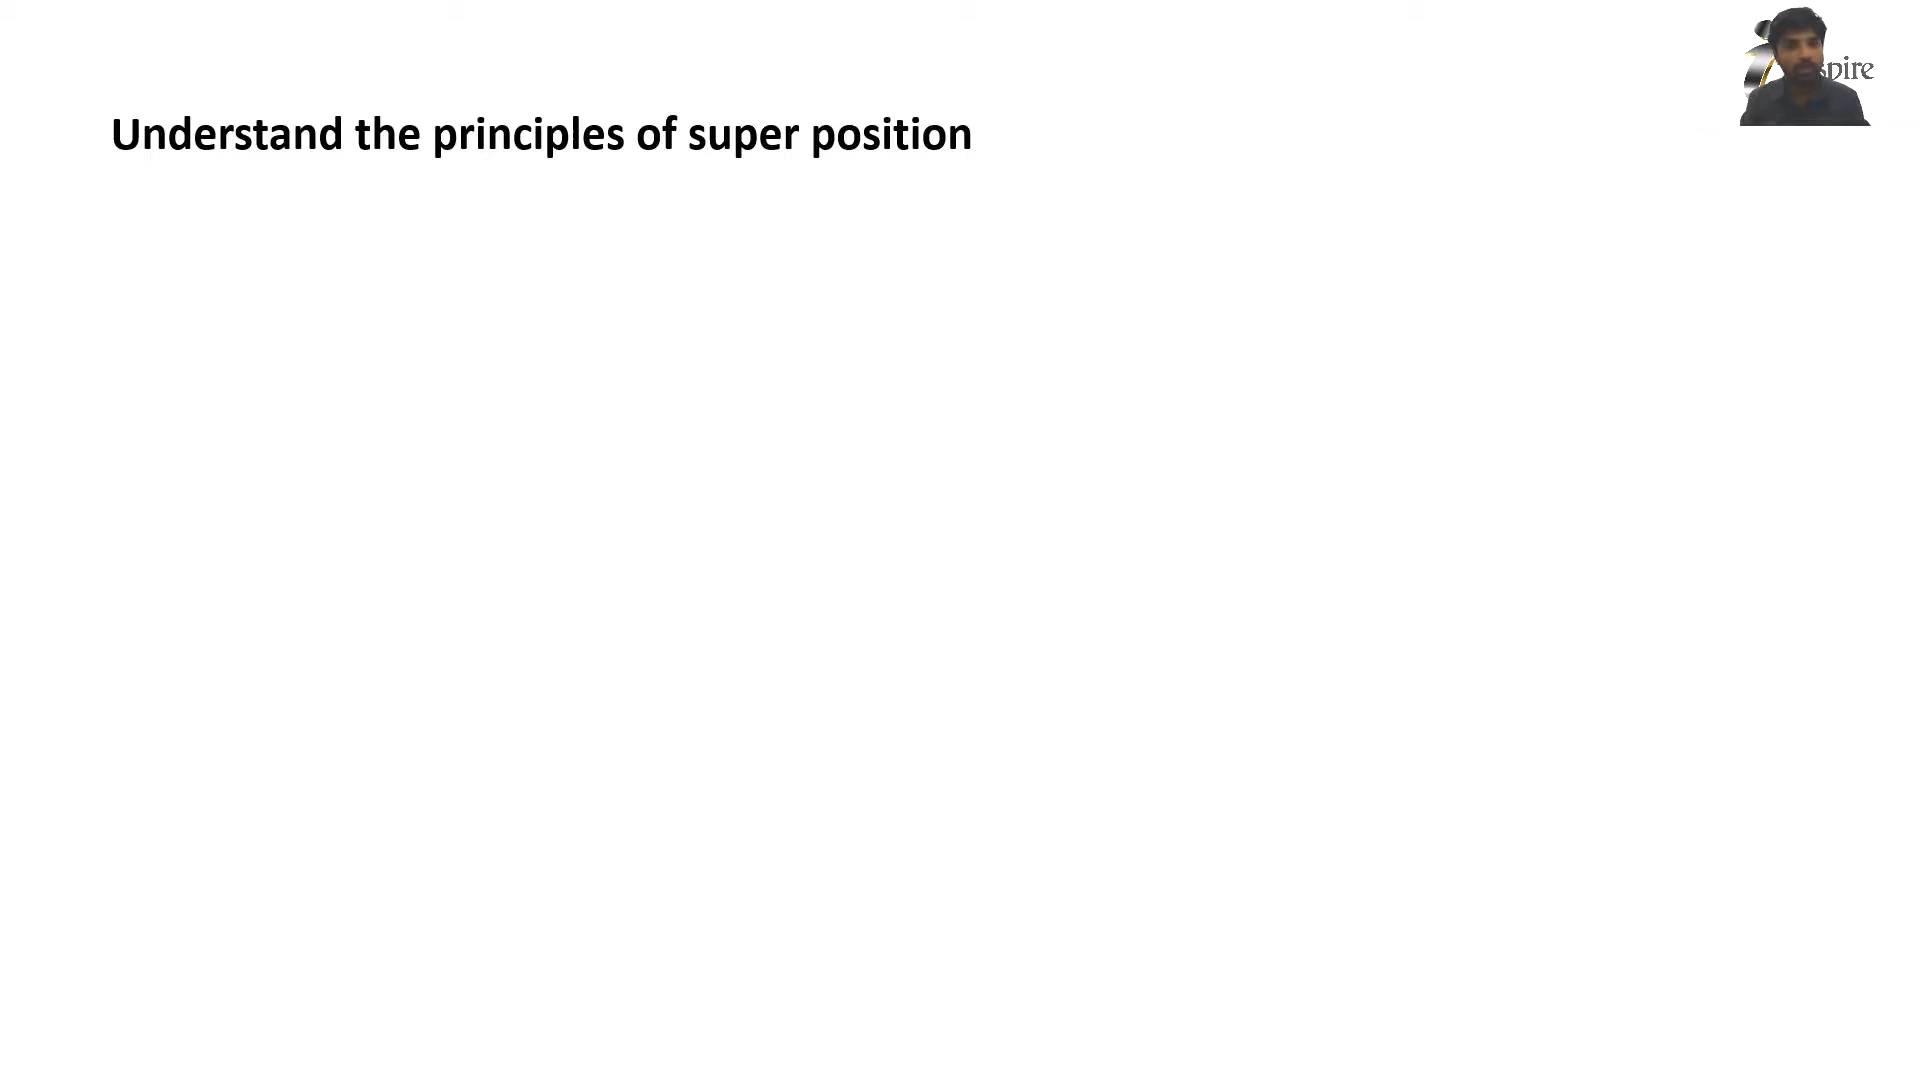 Understand the principles of super position